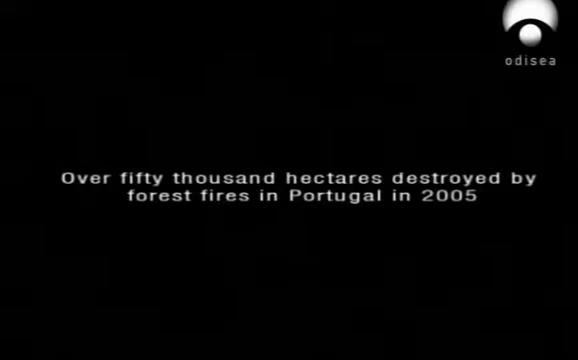 odisea
Over fifty thousand hectares destroyed by
forest fires in Portugal in 2005